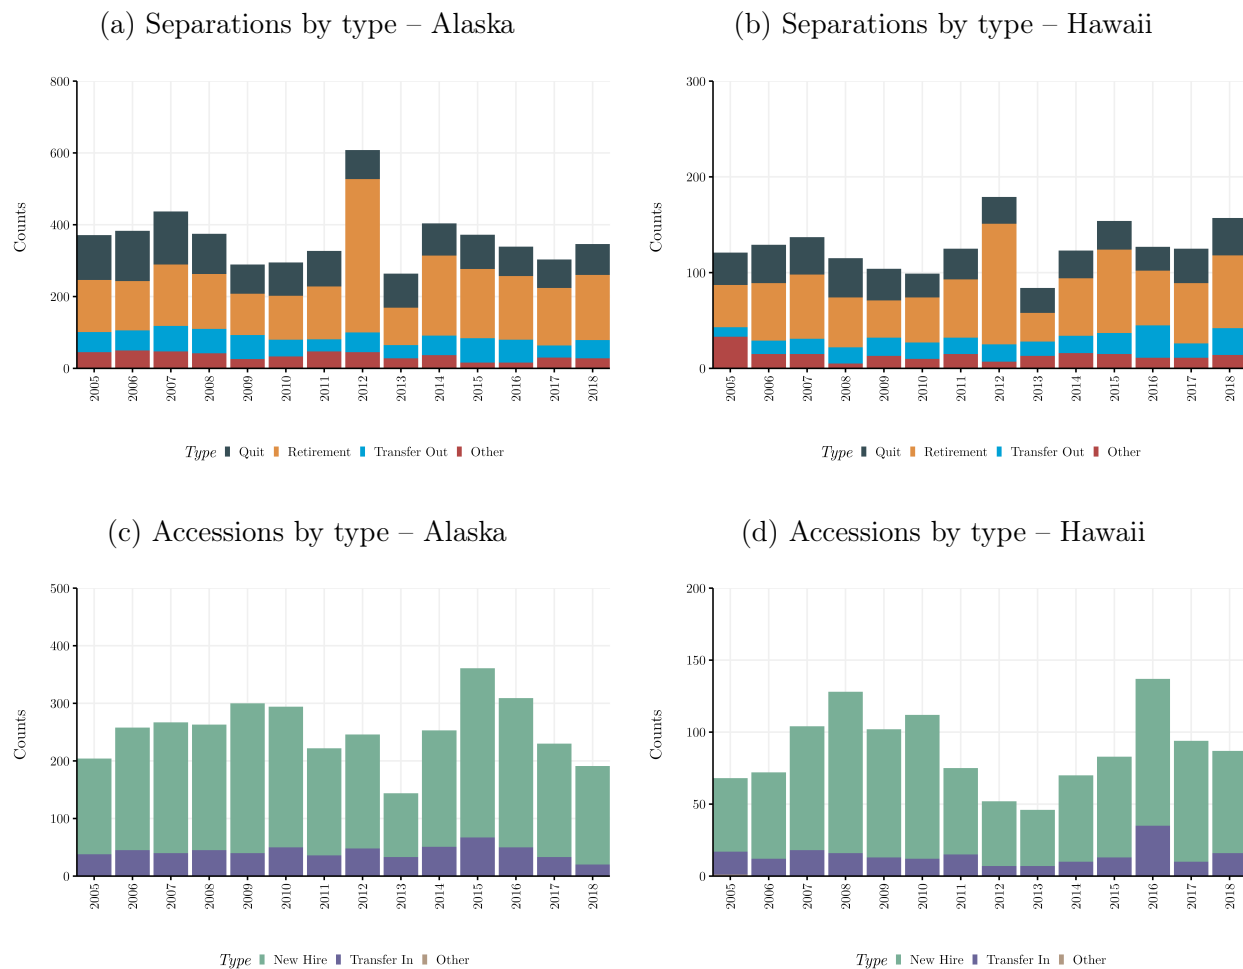 (a) Separations by type – Alaska
800
600
400
200
0
Counts
2005 2006 2007 2008 2009 2010 2011 2012 2013 2014 2015 2016 2017 2018
Type Quit Retirement Transfer Out Other
(b) Separations by type – Hawaii
300
200
100
0
Counts
2005 2006 2007 2008 2009 2010 2011 2012 2013 2014 2015 2016 2017 2018
Type Quit Retirement Transfer Out Other
(c) Accessions by type – Alaska
500
400
300
200
100
0
Counts
2005 2006 2007 2008 2009 2010 2011 2012 2013 2014 2015 2016 2017 2018
Type New Hire Transfer In Other
(d) Accessions by type – Hawaii
200
150
100
50
0
Counts
2005 2006 2007 2008 2009 2010 2011 2012 2013 2014 2015 2016 2017 2018
Type New Hire Transfer In Other